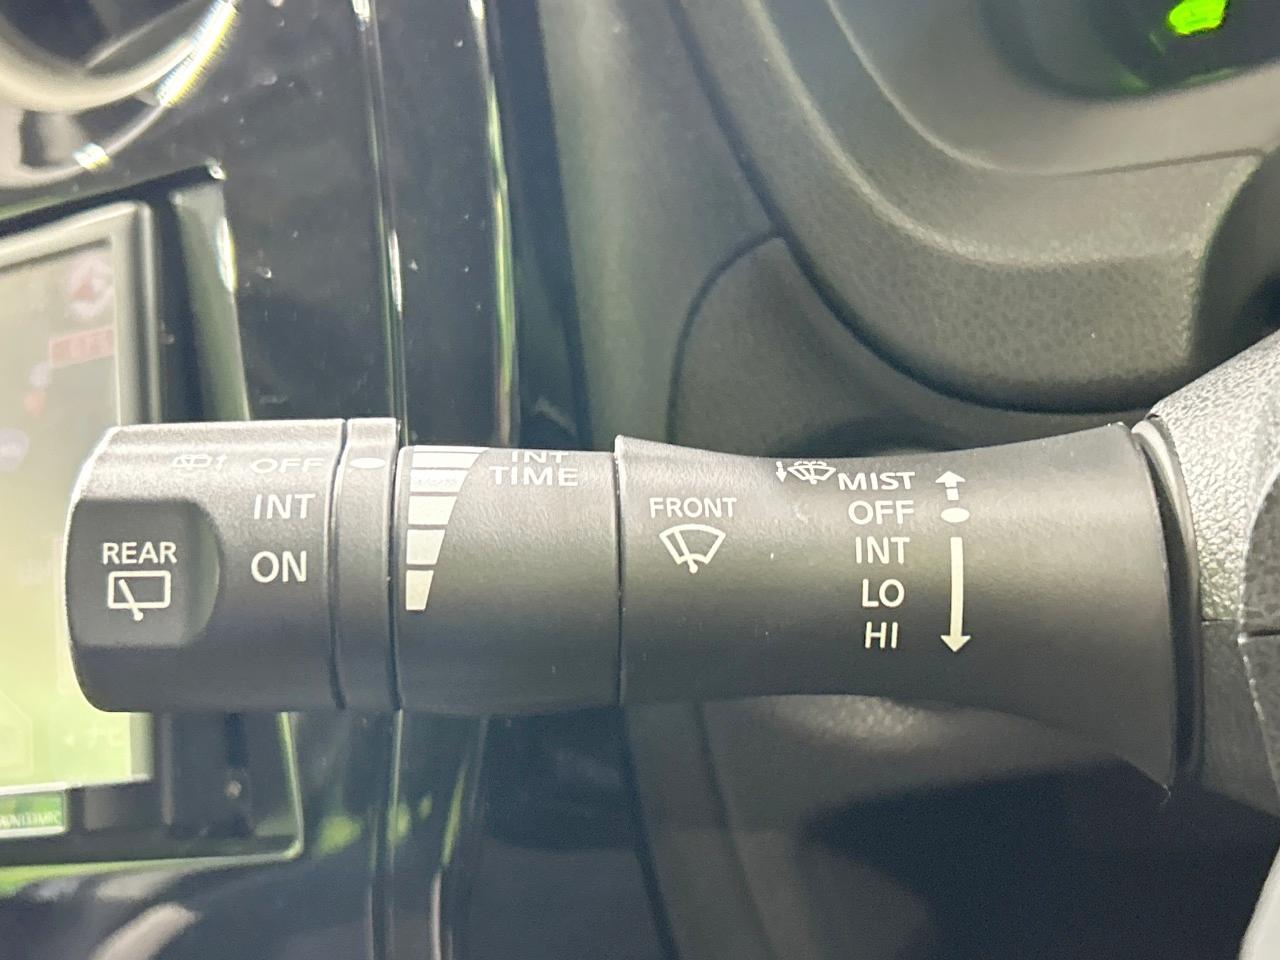 OFF
INT
ON
REAR
INT
TIME
FRONT
MIST
OFF
INT
LO
HI